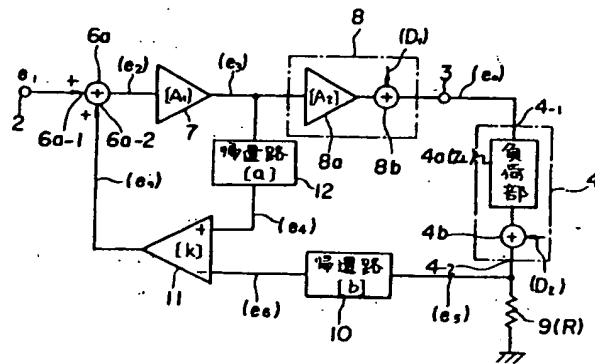 6a
e₁
+
(e₂)
[A₁]
(e₃)
8
(D₁)
[A₂]
3
(e₀)
2
6a-1
+
6a-2
7
8a
8b
4-1
4a(Z_L)
負荷部
4
帰還路
[a]
12
(e₇)
(e₄)
4b
[k]
+
-
11
帰還路
[b]
4-2
(D₂)
(e₆)
10
(e₅)
9(R)